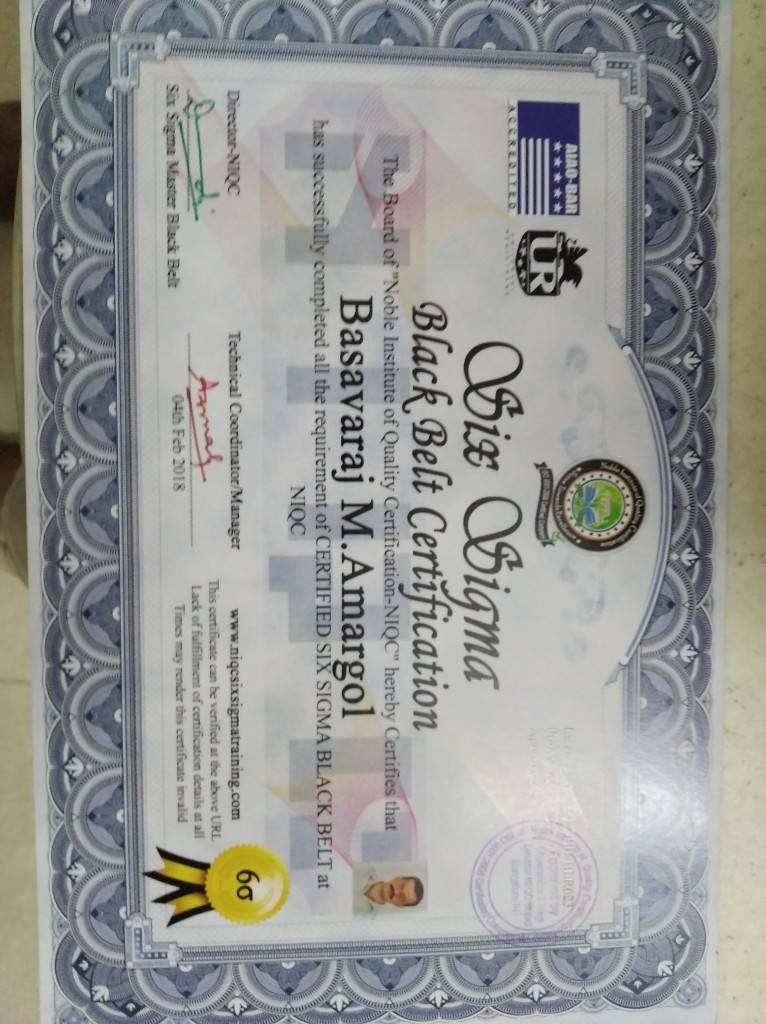 AIAO-BAR
ACCREDITED
UR
Six Sigma
Black Belt Certification
The Board of "Noble Institute of Quality Certification-NIQC" hereby Certifies that
Basavaraj M.Amargol
has successfully completed all the requirement of CERTIFIED SIX SIGMA BLACK BELT at
NIQC
Director-NIQC
Six Sigma Master Black Belt
Technical Coordinator/Manager
04th Feb 2018
www.niqcsixsigmatraining.com
This certificate can be verified at the above URL
Lack of fulfillment of certification details at all
Times may render this certificate invalid
6σ